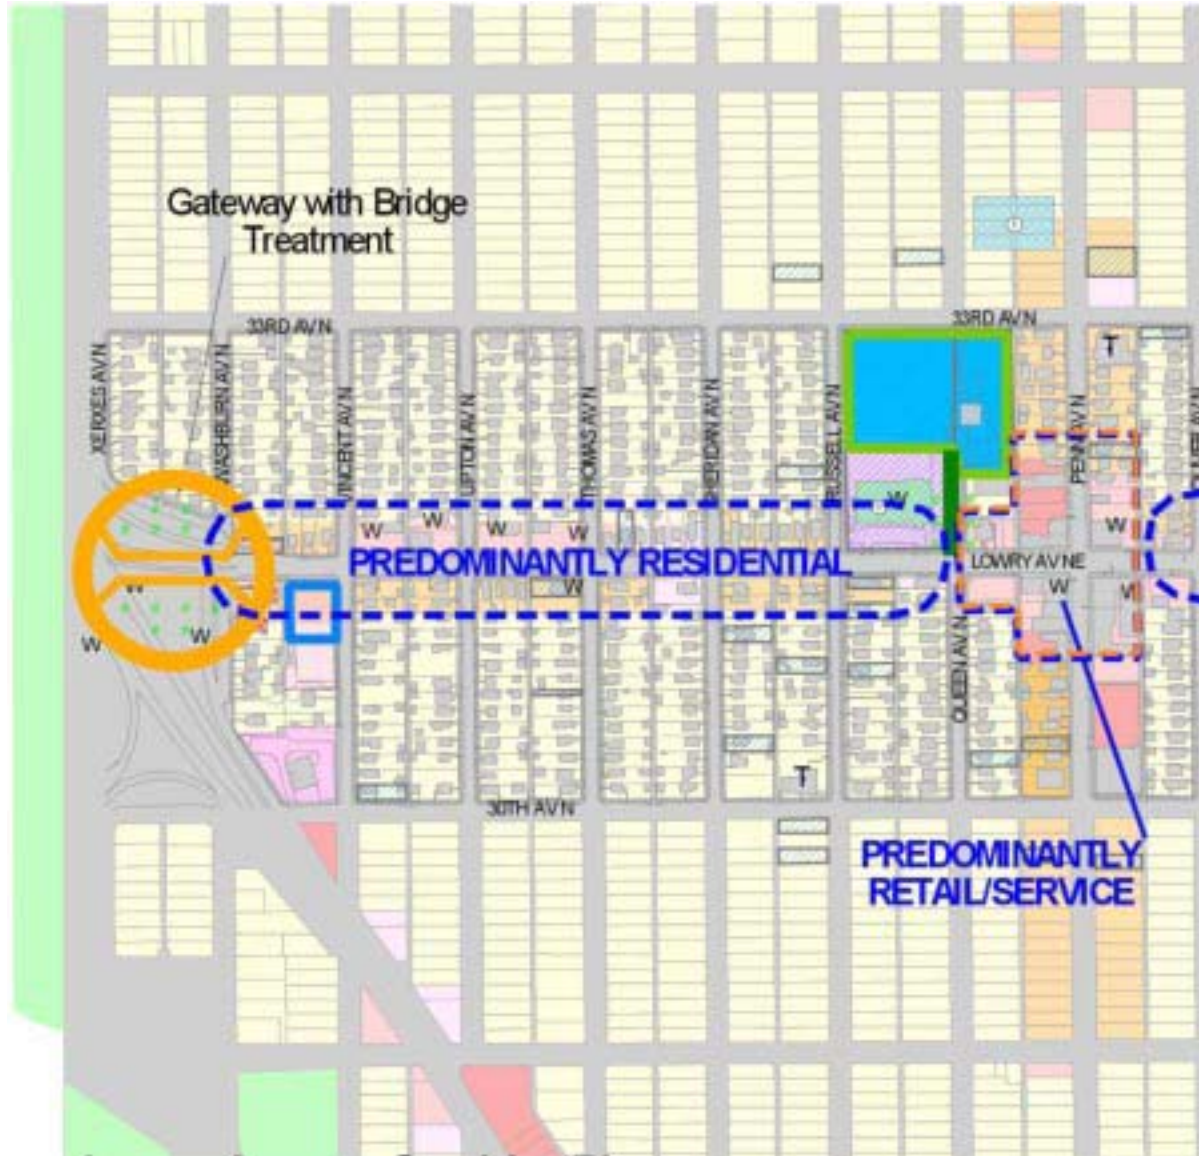 Gateway with Bridge
Treatment
33RD AV N
33RD AV N
XERXES AV N
WASHBURN AV N
VINCENT AV N
UPTON AV N
THOMAS AV N
SHERIDAN AV N
RUSSELL AV N
PENN AV N
T
W
W
W
W
W
W
PREDOMINANTLY RESIDENTIAL
LOWRY AV NE
W
W
W
W
W
W
QUEEN AV N
T
30TH AV N
PREDOMINANTLY
RETAIL/SERVICE